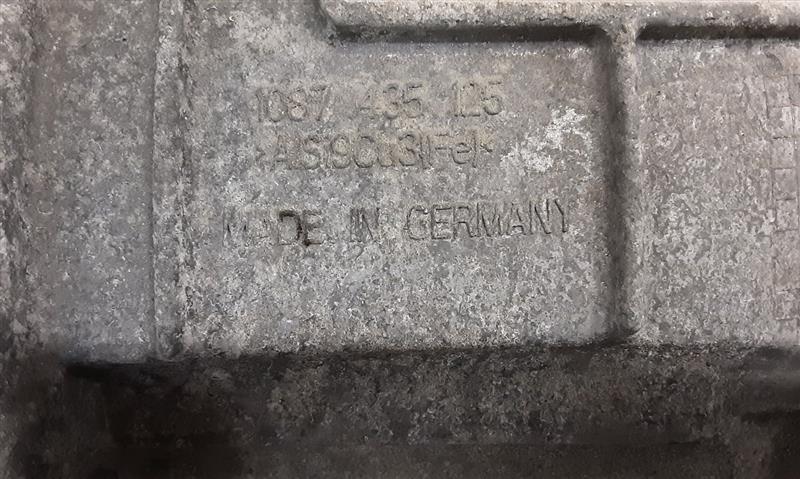 1087 435 125
>AlSi9Cu3(Fe)<
MADE IN GERMANY